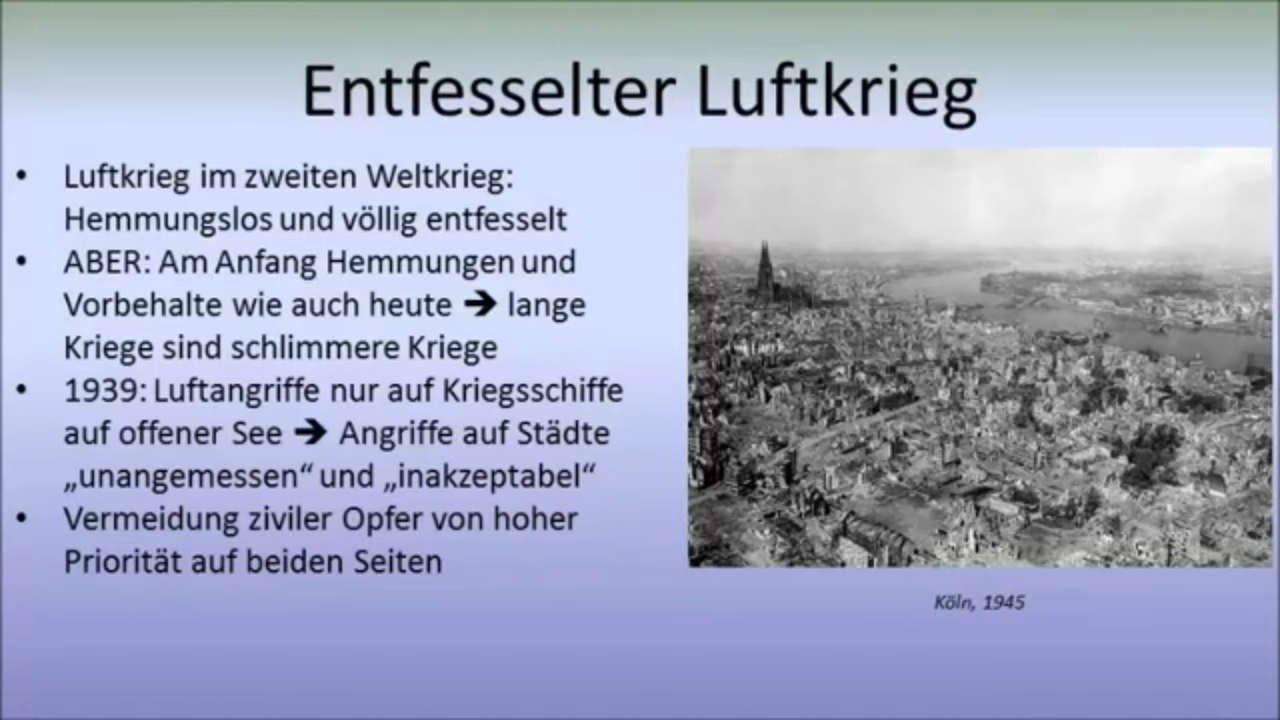 Entfesselter Luftkrieg
• Luftkrieg im zweiten Weltkrieg:
Hemmungslos und völlig entfesselt
• ABER: Am Anfang Hemmungen und
Vorbehalte wie auch heute ➔ lange
Kriege sind schlimmere Kriege
• 1939: Luftangriffe nur auf Kriegsschiffe
auf offener See ➔ Angriffe auf Städte
„unangemessen“ und „inakzeptabel“
• Vermeidung ziviler Opfer von hoher
Priorität auf beiden Seiten
Köln, 1945